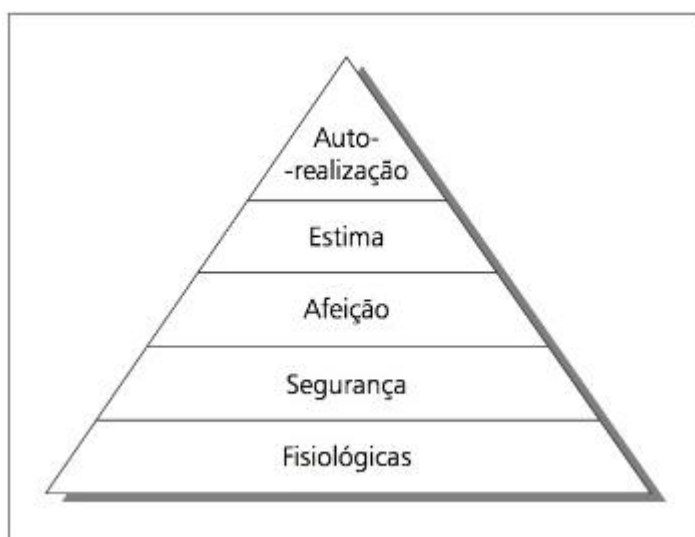 Auto-
-realização
Estima
Afeição
Segurança
Fisiológicas